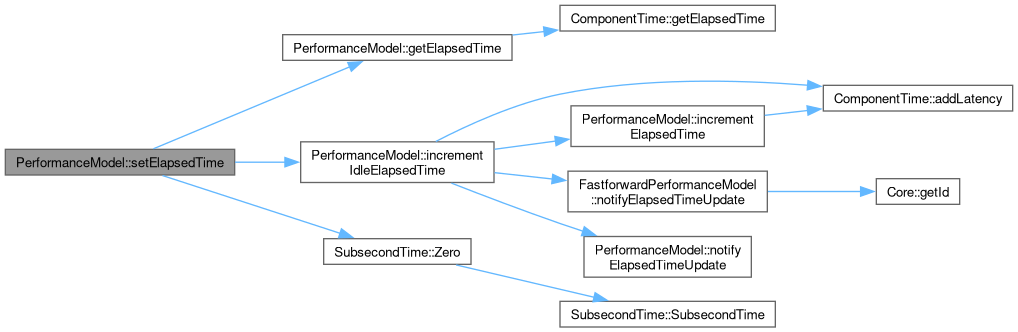 PerformanceModel::setElapsedTime
PerformanceModel::getElapsedTime
ComponentTime::getElapsedTime
PerformanceModel::increment
IdleElapsedTime
ComponentTime::addLatency
PerformanceModel::increment
ElapsedTime
FastforwardPerformanceModel
::notifyElapsedTimeUpdate
Core::getId
PerformanceModel::notify
ElapsedTimeUpdate
SubsecondTime::Zero
SubsecondTime::SubsecondTime